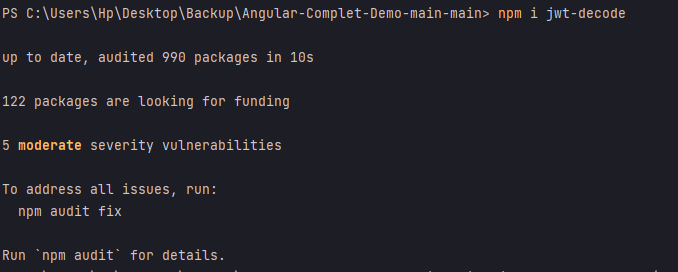 PS C:\Users\Hp\Desktop\Backup\Angular-Complet-Demo-main-main> npm i jwt-decode
up to date, audited 990 packages in 10s
122 packages are looking for funding
5 moderate severity vulnerabilities
To address all issues, run:
npm audit fix
Run `npm audit` for details.